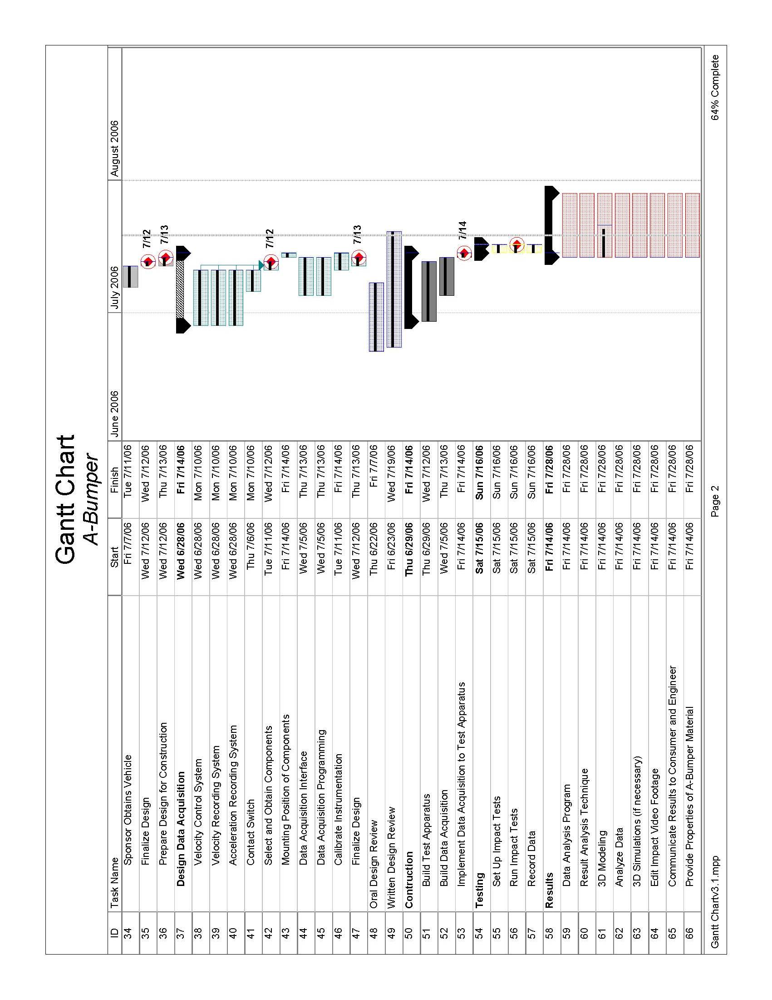 Gantt Chart
A-Bumper
ID Task Name Start Finish June 2006 July 2006 August 2006
34 Sponsor Obtains Vehicle Fri 7/7/06 Tue 7/11/06
35 Finalize Design Wed 7/12/06 Wed 7/12/06 7/12
36 Prepare Design for Construction Wed 7/12/06 Thu 7/13/06 7/13
37 Design Data Acquisition Wed 6/28/06 Fri 7/14/06
38 Velocity Control System Wed 6/28/06 Mon 7/10/06
39 Velocity Recording System Wed 6/28/06 Mon 7/10/06
40 Acceleration Recording System Wed 6/28/06 Mon 7/10/06
41 Contact Switch Thu 7/6/06 Mon 7/10/06
42 Select and Obtain Components Tue 7/11/06 Wed 7/12/06 7/12
43 Mounting Position of Components Fri 7/14/06 Fri 7/14/06
44 Data Acquisition Interface Wed 7/5/06 Thu 7/13/06
45 Data Acquisition Programming Wed 7/5/06 Thu 7/13/06
46 Calibrate Instrumentation Tue 7/11/06 Fri 7/14/06
47 Finalize Design Wed 7/12/06 Thu 7/13/06 7/13
48 Oral Design Review Thu 6/22/06 Fri 7/7/06
49 Written Design Review Fri 6/23/06 Wed 7/19/06
50 Contruction Thu 6/29/06 Fri 7/14/06
51 Build Test Apparatus Thu 6/29/06 Wed 7/12/06
52 Build Data Acquisition Wed 7/5/06 Thu 7/13/06
53 Implement Data Acquisition to Test Apparatus Fri 7/14/06 Fri 7/14/06 7/14
54 Testing Sat 7/15/06 Sun 7/16/06
55 Set Up Impact Tests Sat 7/15/06 Sun 7/16/06
56 Run Impact Tests Sat 7/15/06 Sun 7/16/06
57 Record Data Sat 7/15/06 Sun 7/16/06
58 Results Fri 7/14/06 Fri 7/28/06
59 Data Analysis Program Fri 7/14/06 Fri 7/28/06
60 Result Analysis Technique Fri 7/14/06 Fri 7/28/06
61 3D Modeling Fri 7/14/06 Fri 7/28/06
62 Analyze Data Fri 7/14/06 Fri 7/28/06
63 3D Simulations (if necessary) Fri 7/14/06 Fri 7/28/06
64 Edit Impact Video Footage Fri 7/14/06 Fri 7/28/06
65 Communicate Results to Consumer and Engineer Fri 7/14/06 Fri 7/28/06
66 Provide Properties of A-Bumper Material Fri 7/14/06 Fri 7/28/06
Gantt Chartv3.1.mpp Page 2 64% Complete